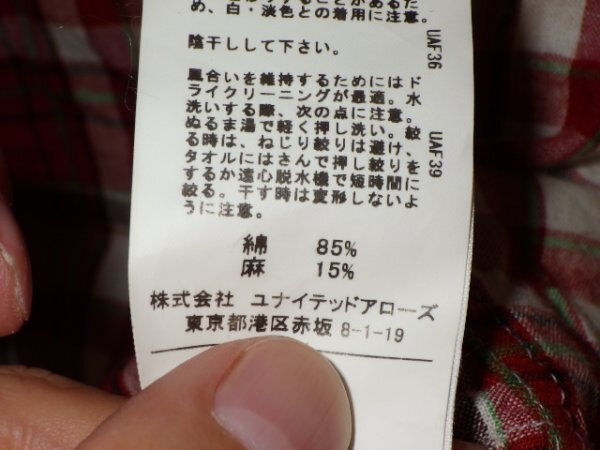 め、白・淡色との着用に注意。
陰干しして下さい。
風合いを維持するためにはド
ライクリーニングが最適。水
洗いする際、次の点に注意。
ぬるま湯で軽く押し洗い。絞
る時は、ねじり絞りは避け、
タオルにはさんで押し絞りを
するか遠心脱水機で短時間に
絞る。干す時は変形しないよ
うに注意。
綿 85%
麻 15%
株式会社 ユナイテッドアローズ
東京都港区赤坂 8-1-19
UAF36
UAF39